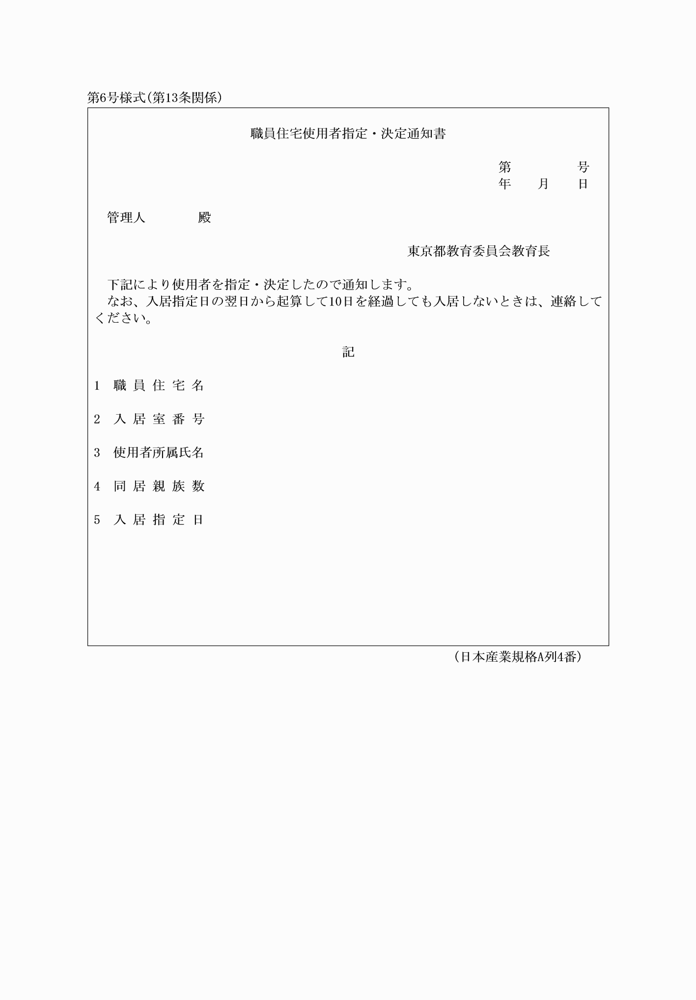 第6号様式(第13条関係)
職員住宅使用者指定・決定通知書
第　　　　　号
年　　月　　日
管理人　　　　殿
東京都教育委員会教育長
下記により使用者を指定・決定したので通知します。
なお、入居指定日の翌日から起算して10日を経過しても入居しないときは、連絡して
ください。
記
1　職 員 住 宅 名
2　入 居 室 番 号
3　使用者所属氏名
4　同 居 親 族 数
5　入 居 指 定 日
(日本産業規格A列4番)